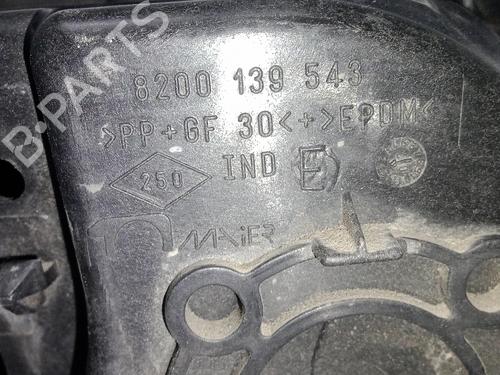 8200 139 543
>PP+GF 30<+>EPDM<
250 IND E
MAIER
B-PARTS